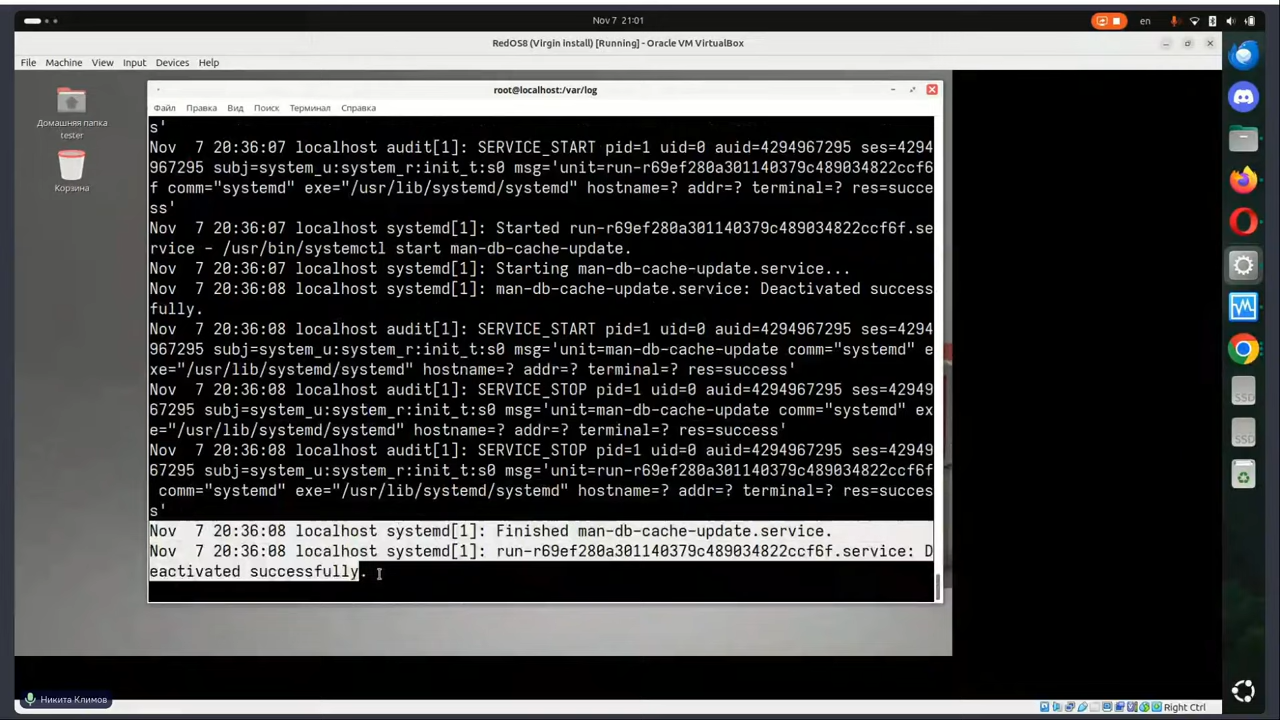 Nov 7 21:01
en
RedOS8 (Virgin install) [Running] - Oracle VM VirtualBox
File Machine View Input Devices Help
root@localhost:/var/log
Файл Правка Вид Поиск Терминал Справка
Домашняя папка
tester
Корзина
s'
Nov  7 20:36:07 localhost audit[1]: SERVICE_START pid=1 uid=0 auid=4294967295 ses=4294
967295 subj=system_u:system_r:init_t:s0 msg='unit=run-r69ef280a301140379c489034822ccf6
f comm="systemd" exe="/usr/lib/systemd/systemd" hostname=? addr=? terminal=? res=succe
ss'
Nov  7 20:36:07 localhost systemd[1]: Started run-r69ef280a301140379c489034822ccf6f.se
rvice - /usr/bin/systemctl start man-db-cache-update.
Nov  7 20:36:07 localhost systemd[1]: Starting man-db-cache-update.service...
Nov  7 20:36:08 localhost systemd[1]: man-db-cache-update.service: Deactivated success
fully.
Nov  7 20:36:08 localhost audit[1]: SERVICE_START pid=1 uid=0 auid=4294967295 ses=4294
967295 subj=system_u:system_r:init_t:s0 msg='unit=man-db-cache-update comm="systemd" e
xe="/usr/lib/systemd/systemd" hostname=? addr=? terminal=? res=success'
Nov  7 20:36:08 localhost audit[1]: SERVICE_STOP pid=1 uid=0 auid=4294967295 ses=42949
67295 subj=system_u:system_r:init_t:s0 msg='unit=man-db-cache-update comm="systemd" ex
e="/usr/lib/systemd/systemd" hostname=? addr=? terminal=? res=success'
Nov  7 20:36:08 localhost audit[1]: SERVICE_STOP pid=1 uid=0 auid=4294967295 ses=42949
67295 subj=system_u:system_r:init_t:s0 msg='unit=run-r69ef280a301140379c489034822ccf6f
 comm="systemd" exe="/usr/lib/systemd/systemd" hostname=? addr=? terminal=? res=succes
s'
Nov  7 20:36:08 localhost systemd[1]: Finished man-db-cache-update.service.
Nov  7 20:36:08 localhost systemd[1]: run-r69ef280a301140379c489034822ccf6f.service: D
eactivated successfully.
SSD
SSD
Никита Климов
Right Ctrl